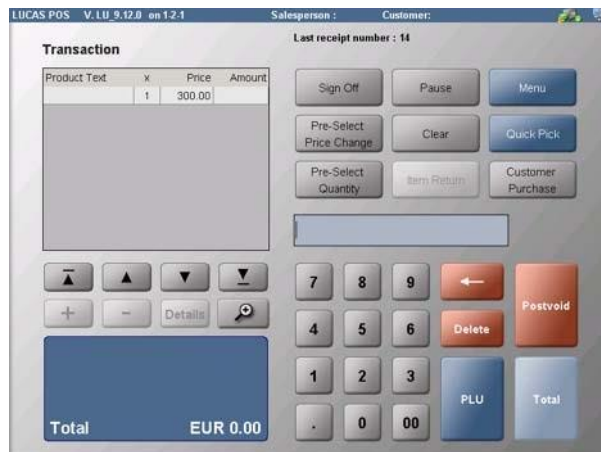 LUCAS POS V. LU_9.12.0 on 1-2-1 Salesperson : Customer:
Last receipt number : 14
Transaction
Product Text x Price Amount
1 300.00
Sign Off Pause Menu
Pre-Select Price Change Clear Quick Pick
Pre-Select Quantity Item Return Customer Purchase
7 8 9
+ - Details
Postvoid
4 5 6 Delete
1 2 3
PLU Total
Total EUR 0.00
. 0 00